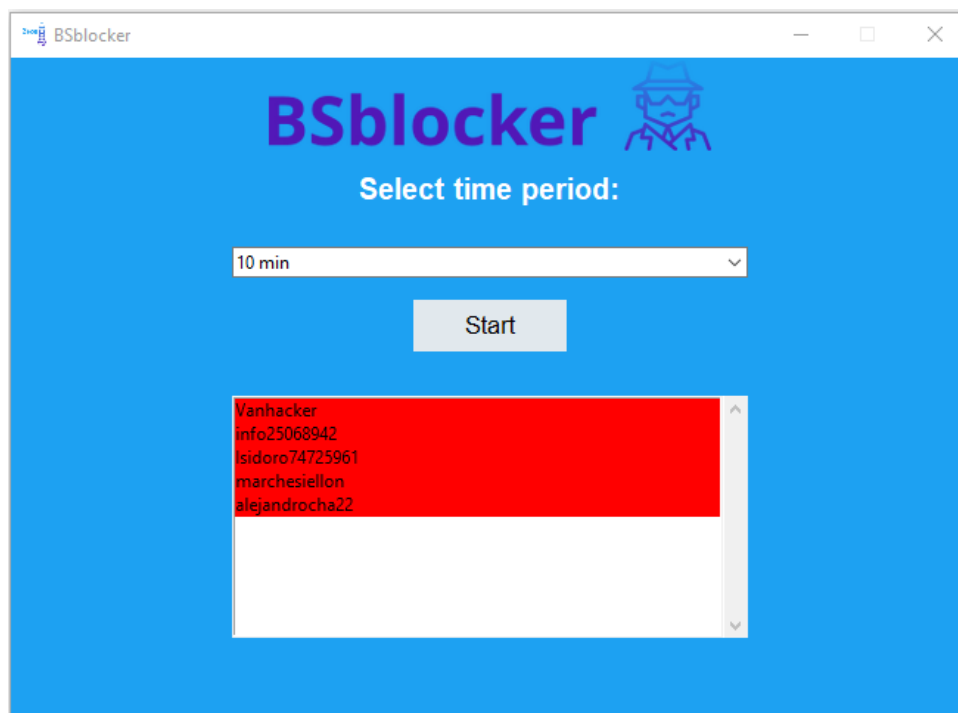 BSblocker
BSblocker
Select time period:
10 min
Start
Vanhacker
info25068942
Isidoro74725961
marchesiellon
alejandrocha22